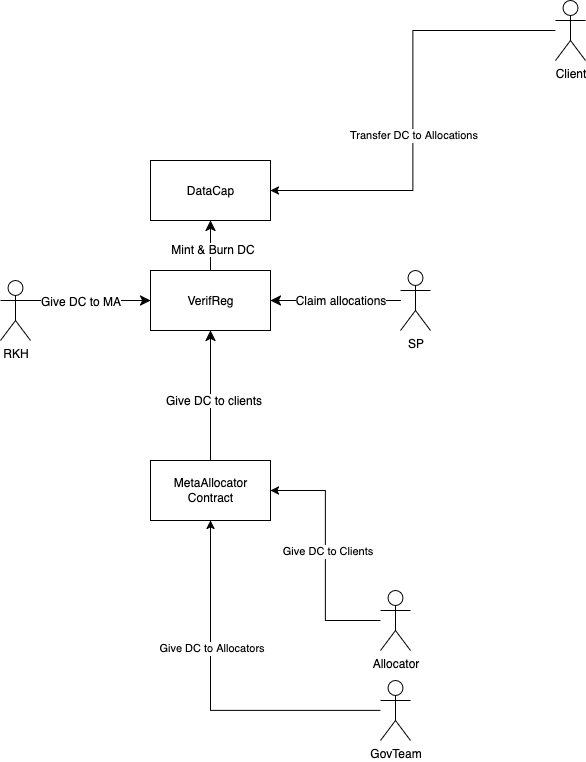 Client
Transfer DC to Allocations
DataCap
Mint & Burn DC
Give DC to MA
VerifReg
Claim allocations
RKH
SP
Give DC to clients
MetaAllocator
Contract
Give DC to Clients
Give DC to Allocators
Allocator
GovTeam